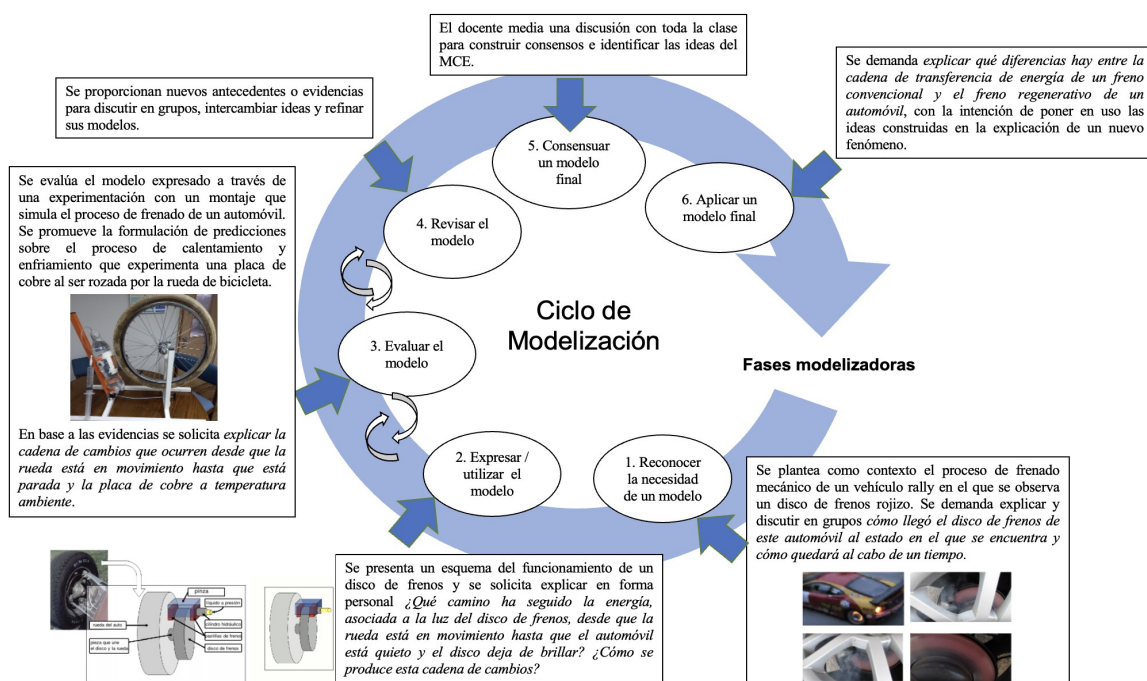 El docente media una discusión con toda la clase
para construir consensos e identificar las ideas del
MCE.
Se demanda explicar qué diferencias hay entre la
cadena de transferencia de energía de un freno
convencional y el freno regenerativo de un
automóvil, con la intención de poner en uso las
ideas construidas en la explicación de un nuevo
fenómeno.
Se proporcionan nuevos antecedentes o evidencias
para discutir en grupos, intercambiar ideas y refinar
sus modelos.
5. Consensuar
un modelo
final
6. Aplicar un
modelo final
4. Revisar el
modelo
Se evalúa el modelo expresado a través de
una experimentación con un montaje que
simula el proceso de frenado de un automóvil.
Se promueve la formulación de predicciones
sobre el proceso de calentamiento y
enfriamiento que experimenta una placa de
cobre al ser rozada por la rueda de bicicleta.
En base a las evidencias se solicita explicar la
cadena de cambios que ocurren desde que la
rueda está en movimiento hasta que está
parada y la placa de cobre a temperatura
ambiente.
Ciclo de
Modelización
3. Evaluar el
modelo
Fases modelizadoras
2. Expresar /
utilizar el
modelo
1. Reconocer
la necesidad
de un modelo
Se plantea como contexto el proceso de frenado
mecánico de un vehículo rally en el que se observa
un disco de frenos rojizo. Se demanda explicar y
discutir en grupos cómo llegó el disco de frenos de
este automóvil al estado en el que se encuentra y
cómo quedará al cabo de un tiempo.
Se presenta un esquema del funcionamiento de un
disco de frenos y se solicita explicar en forma
personal ¿Qué camino ha seguido la energía,
asociada a la luz del disco de frenos, desde que la
rueda está en movimiento hasta que el automóvil
está quieto y el disco deja de brillar? ¿Cómo se
produce esta cadena de cambios?
pinza
líquido a presión
rueda del auto
cilindro hidráulico
pastillas de frenos
pieza que une
el disco y la rueda
disco de frenos